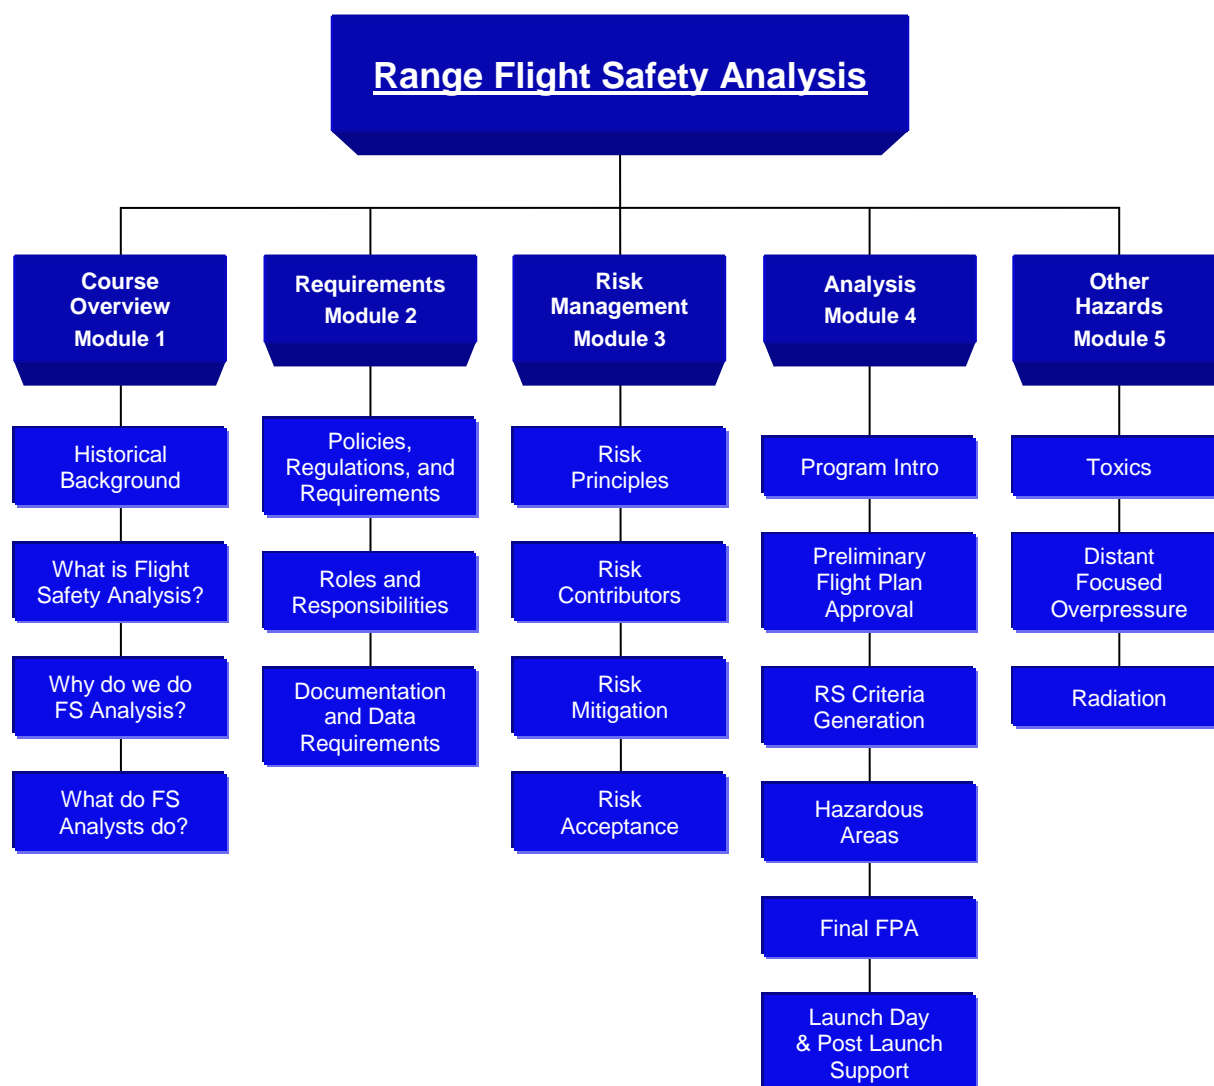 Range Flight Safety Analysis
Course
Overview
Module 1
Requirements
Module 2
Risk
Management
Module 3
Analysis
Module 4
Other
Hazards
Module 5
Historical
Background
What is Flight
Safety Analysis?
Why do we do
FS Analysis?
What do FS
Analysts do?
Policies,
Regulations, and
Requirements
Roles and
Responsibilities
Documentation
and Data
Requirements
Risk
Principles
Risk
Contributors
Risk
Mitigation
Risk
Acceptance
Program Intro
Preliminary
Flight Plan
Approval
RS Criteria
Generation
Hazardous
Areas
Final FPA
Launch Day
& Post Launch
Support
Toxics
Distant
Focused
Overpressure
Radiation